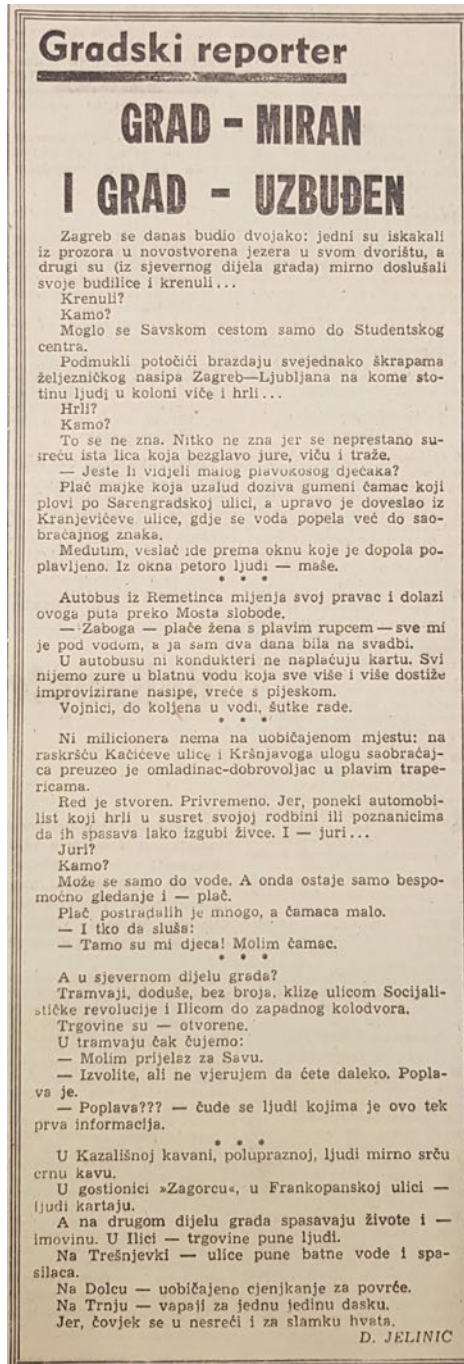 Gradski reporter
GRAD - MIRAN
I GRAD - UZBUĐEN
Zagreb se danas budio dvojako: jedni su iskakali
iz prozora u novostvorena jezera u svom dvorištu, a
drugi su (iz sjevernog dijela grada) mirno doslušali
svoje budilice i krenuli...
Krenuli?
Kamo?
Moglo se Savskom cestom samo do Studentskog
centra.
Podmukli potočići brazdaju svejednako škrapama
željezničkog nasipa Zagreb—Ljubljana na kome sto-
tinu ljudi u koloni viče i hrli...
Hrli?
Kamo?
To se ne zna. Nitko ne zna jer se neprestano su-
sreću ista lica koja bezglavo jure, viču i traže.
— Jeste li vidjeli malog plavokosog dječaka?
Plač majke koja uzalud doziva gumeni čamac koji
plovi po Šarengradskoj ulici, a upravo je doveslao iz
Kranjevićeve ulice, gdje se voda popela već do sao-
braćajnog znaka.
Međutim, veslač ide prema oknu koje je dopola po-
plavljeno. Iz okna petoro ljudi — maše.
* * *
Autobus iz Remetinca mijenja svoj pravac i dolazi
ovoga puta preko Mosta slobode.
— Zaboga — plače žena s plavim rupcem — sve mi
je pod vodom, a ja sam dva dana bila na svadbi.
U autobusu ni kondukteri ne naplaćuju kartu. Svi
nijemo zure u blatnu vodu koja sve više i više dostiže
improvizirane nasipe, vreće s pijeskom.
Vojnici, do koljena u vodi, šutke rade.
* * *
Ni milicionera nema na uobičajenom mjestu: na
raskršću Kačićeve ulice i Kršnjavoga ulogu saobraćaj-
ca preuzeo je omladinac-dobrovoljac u plavim trape-
ricama.
Red je stvoren. Privremeno. Jer, poneki automobi-
list koji hrli u susret svojoj rodbini ili poznanicima
da ih spasava lako izgubi živce. I — juri...
Juri?
Kamo?
Može se samo do vode. A onda ostaje samo bespo-
moćno gledanje i — plač.
Plač postradalih je mnogo, a čamaca malo.
— I tko da sluša:
— Tamo su mi djeca! Molim čamac.
* * *
A u sjevernom dijelu grada?
Tramvaji, doduše, bez broja, klize ulicom Socijali-
stičke revolucije i Ilicom do zapadnog kolodvora.
Trgovine su — otvorene.
U tramvaju čak čujemo:
— Molim prijelaz za Savu.
— Izvolite, ali ne vjerujem da ćete daleko. Popla-
va je.
— Poplava??? — čude se ljudi kojima je ovo tek
prva informacija.
* * *
U Kazališnoj kavani, polupraznoj, ljudi mirno srču
crnu kavu.
U gostionici »Zagorcu«, u Frankopanskoj ulici —
ljudi kartaju.
A na drugom dijelu grada spasavaju živote i —
imovinu. U Ilici — trgovine pune ljudi.
Na Trešnjevki — ulice pune batne vode i spa-
silaca.
Na Dolcu — uobičajeno cjenjkanje za povrće.
Na Trnju — vapaji za jednu jedinu dasku.
Jer, čovjek se u nesreći i za slamku hvata.
D. JELINIĆ